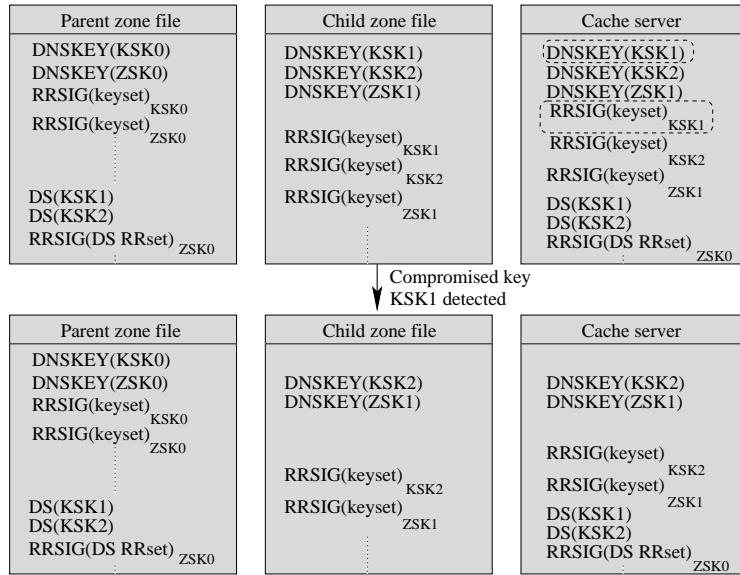 Parent zone file
DNSKEY(KSK0)
DNSKEY(ZSK0)
RRSIG(keyset) KSK0
RRSIG(keyset) ZSK0
DS(KSK1)
DS(KSK2)
RRSIG(DS RRset) ZSK0
Child zone file
DNSKEY(KSK1)
DNSKEY(KSK2)
DNSKEY(ZSK1)
RRSIG(keyset) KSK1
RRSIG(keyset) KSK2
RRSIG(keyset) ZSK1
Cache server
DNSKEY(KSK1)
DNSKEY(KSK2)
DNSKEY(ZSK1)
RRSIG(keyset) KSK1
RRSIG(keyset) KSK2
RRSIG(keyset) ZSK1
DS(KSK1)
DS(KSK2)
RRSIG(DS RRset) ZSK0
Compromised key
KSK1 detected
Parent zone file
DNSKEY(KSK0)
DNSKEY(ZSK0)
RRSIG(keyset) KSK0
RRSIG(keyset) ZSK0
DS(KSK1)
DS(KSK2)
RRSIG(DS RRset) ZSK0
Child zone file
DNSKEY(KSK2)
DNSKEY(ZSK1)
RRSIG(keyset) KSK2
RRSIG(keyset) ZSK1
Cache server
DNSKEY(KSK2)
DNSKEY(ZSK1)
RRSIG(keyset) KSK2
RRSIG(keyset) ZSK1
DS(KSK1)
DS(KSK2)
RRSIG(DS RRset) ZSK0